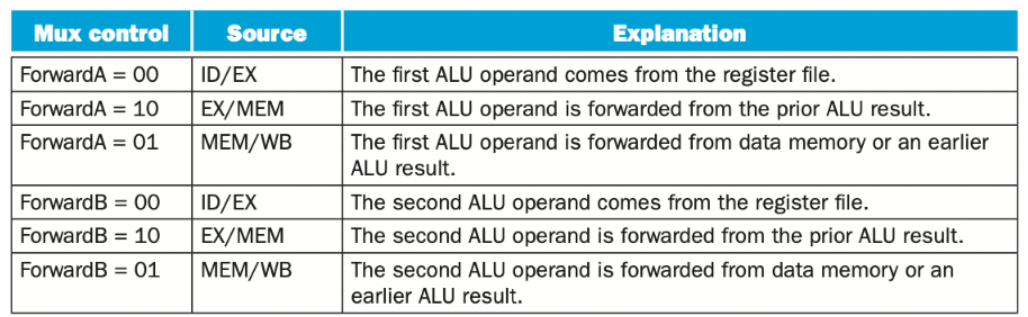 Mux control Source Explanation
ForwardA = 00 ID/EX The first ALU operand comes from the register file.
ForwardA = 10 EX/MEM The first ALU operand is forwarded from the prior ALU result.
ForwardA = 01 MEM/WB The first ALU operand is forwarded from data memory or an earlier
ALU result.
ForwardB = 00 ID/EX The second ALU operand comes from the register file.
ForwardB = 10 EX/MEM The second ALU operand is forwarded from the prior ALU result.
ForwardB = 01 MEM/WB The second ALU operand is forwarded from data memory or an
earlier ALU result.